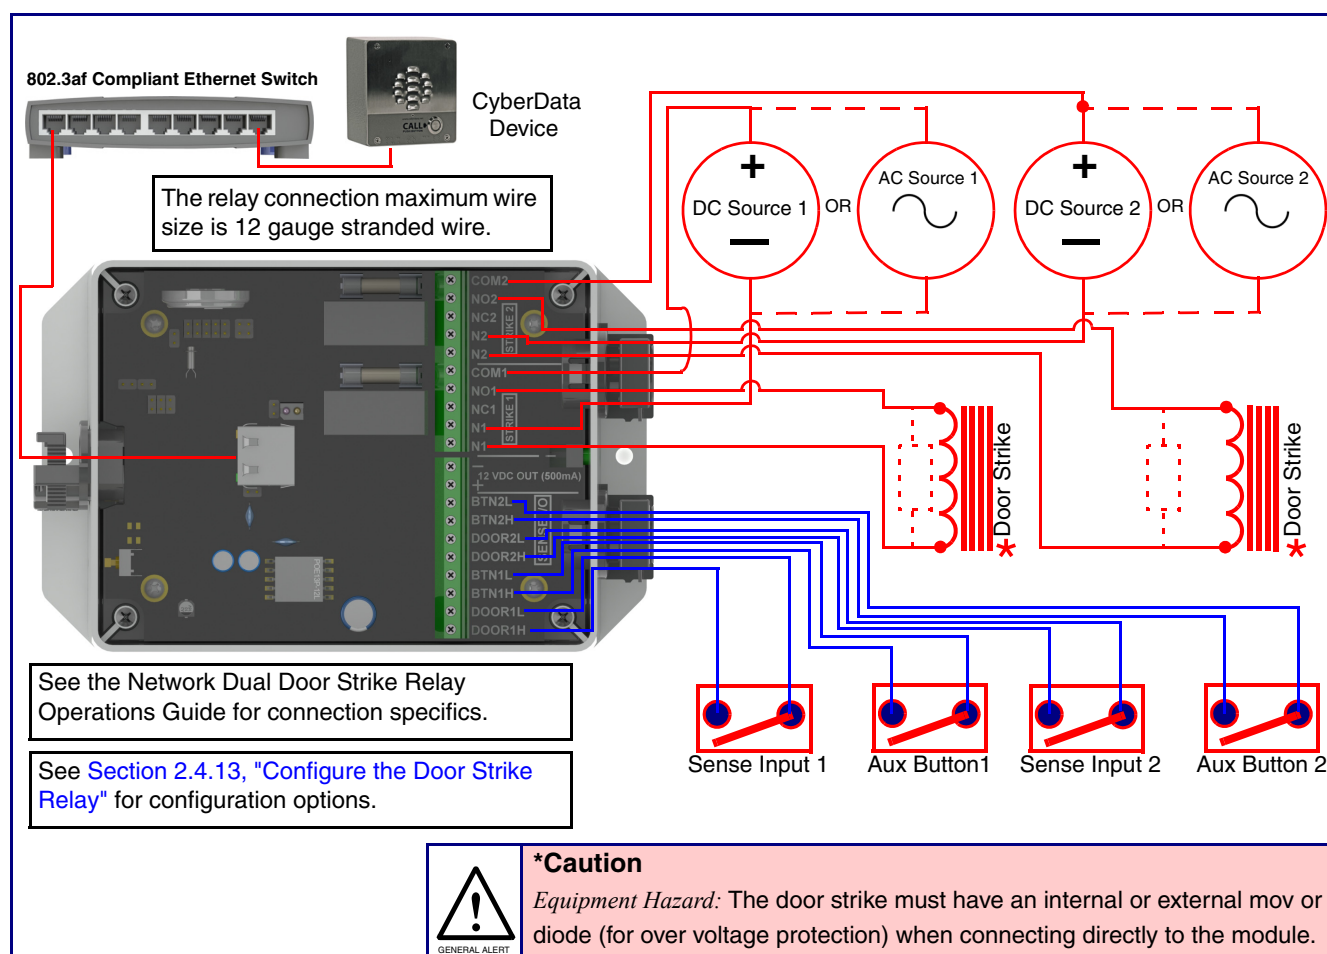 802.3af Compliant Ethernet Switch
CyberData
Device
CALL
The relay connection maximum wire
size is 12 gauge stranded wire.
+
DC Source 1
OR
AC Source 1
+
DC Source 2
OR
AC Source 2
COM2
NO2
NC2
N2
N2
STRIKE 2
COM1
NO1
NC1
N1
N1
STRIKE 1
−
12 VDC OUT (500mA)
+
BTN2L
BTN2H
DOOR2L
DOOR2H
BTN1L
BTN1H
DOOR1L
DOOR1H
SENSE I/O
POE13P-12L
*Door Strike
*Door Strike
See the Network Dual Door Strike Relay
Operations Guide for connection specifics.
See Section 2.4.13, "Configure the Door Strike
Relay" for configuration options.
Sense Input 1
Aux Button1
Sense Input 2
Aux Button 2
GENERAL ALERT
*Caution
Equipment Hazard: The door strike must have an internal or external mov or
diode (for over voltage protection) when connecting directly to the module.